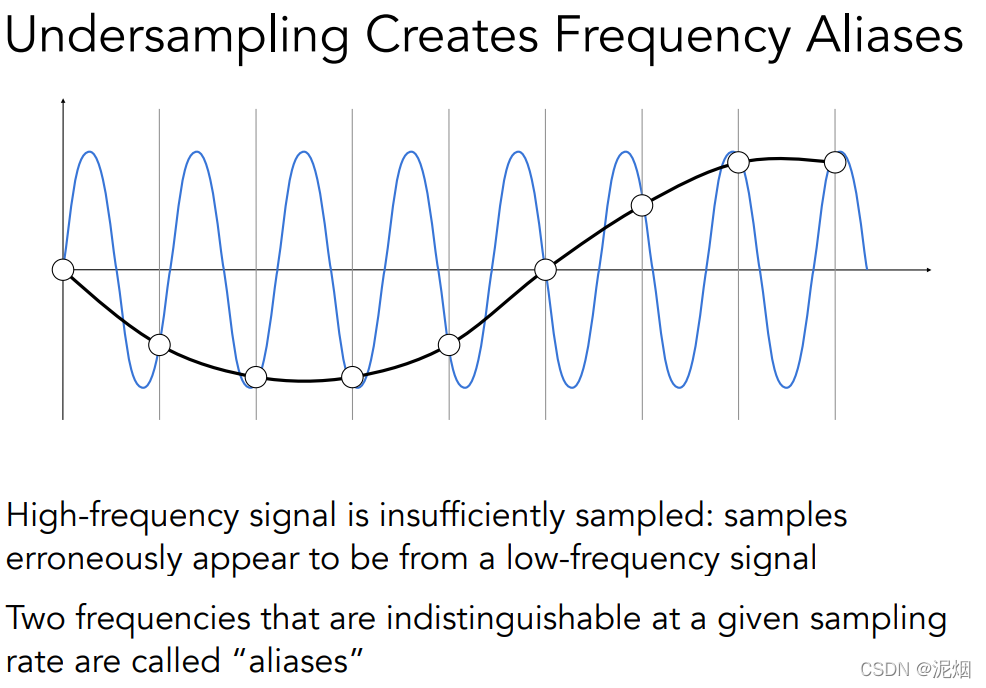 Undersampling Creates Frequency Aliases
High-frequency signal is insufficiently sampled: samples
erroneously appear to be from a low-frequency signal
Two frequencies that are indistinguishable at a given sampling
rate are called “aliases”
CSDN @泥烟